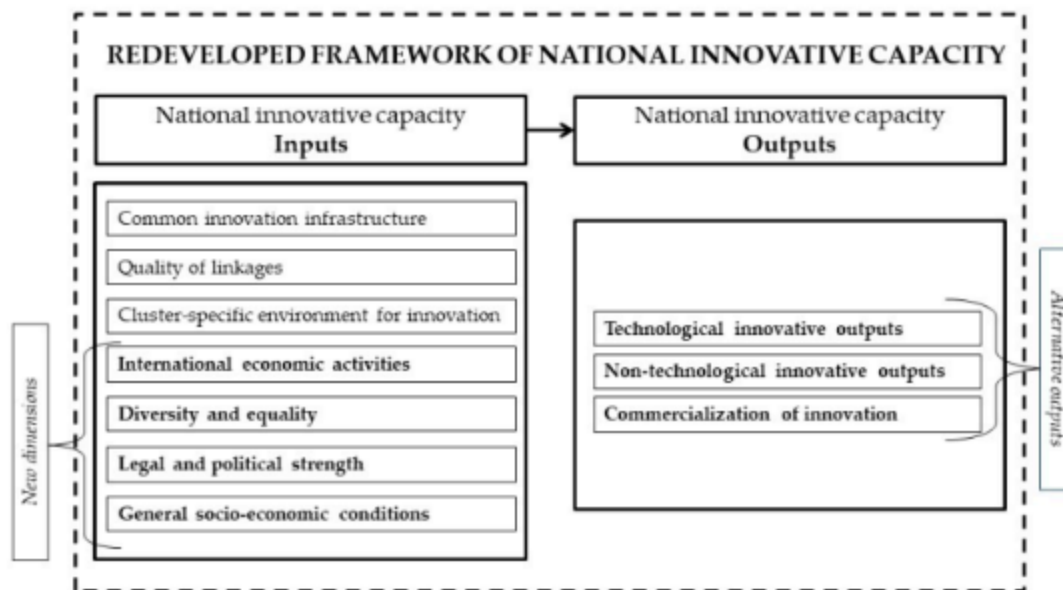 REDEVELOPED FRAMEWORK OF NATIONAL INNOVATIVE CAPACITY
National innovative capacity
Inputs
National innovative capacity
Outputs
Common innovation infrastructure
Quality of linkages
Cluster-specific environment for innovation
International economic activities
Diversity and equality
Legal and political strength
General socio-economic conditions
New dimensions
Technological innovative outputs
Non-technological innovative outputs
Commercialization of innovation
Alternative outputs